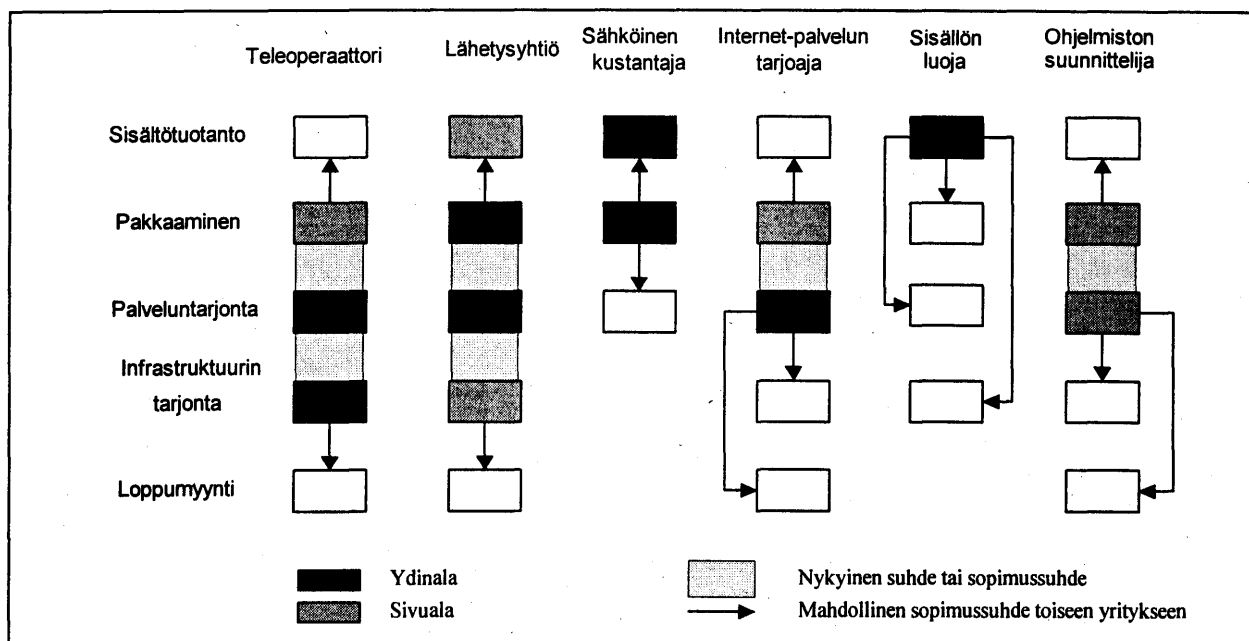 Teleoperaattori
Lähetysyhtiö
Sähköinen
kustantaja
Internet-palvelun
tarjoaja
Sisällön
luoja
Ohjelmiston
suunnittelija
Sisältötuotanto
Pakkaaminen
Palveluntarjonta
Infrastruktuurin
tarjonta
Loppumyynti
Ydinala
Sivuala
Nykyinen suhde tai sopimussuhde
Mahdollinen sopimussuhde toiseen yritykseen